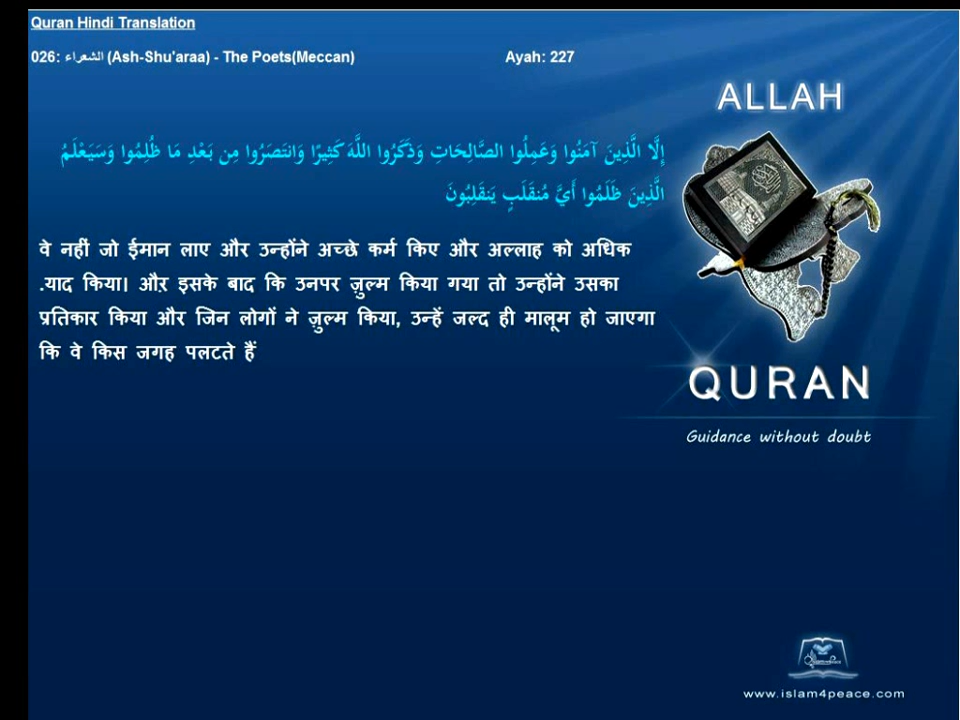 Quran Hindi Translation
026: الشعراء (Ash-Shu'araa) - The Poets(Meccan) Ayah: 227
ALLAH
إِلَّا الَّذِينَ آمَنُوا وَعَمِلُوا الصَّالِحَاتِ وَذَكَرُوا اللَّهَ كَثِيرًا وَانتَصَرُوا مِن بَعْدِ مَا ظُلِمُوا وَسَيَعْلَمُ
الَّذِينَ ظَلَمُوا أَيَّ مُنقَلَبٍ يَنقَلِبُونَ
वे नहीं जो ईमान लाए और उन्होंने अच्छे कर्म किए और अल्लाह को अधिक
.याद किया। औऱ इसके बाद कि उनपर ज़ुल्म किया गया तो उन्होंने उसका
प्रतिकार किया और जिन लोगों ने ज़ुल्म किया, उन्हें जल्द ही मालूम हो जाएगा
कि वे किस जगह पलटते हैं
QURAN
Guidance without doubt
www.islam4peace.com